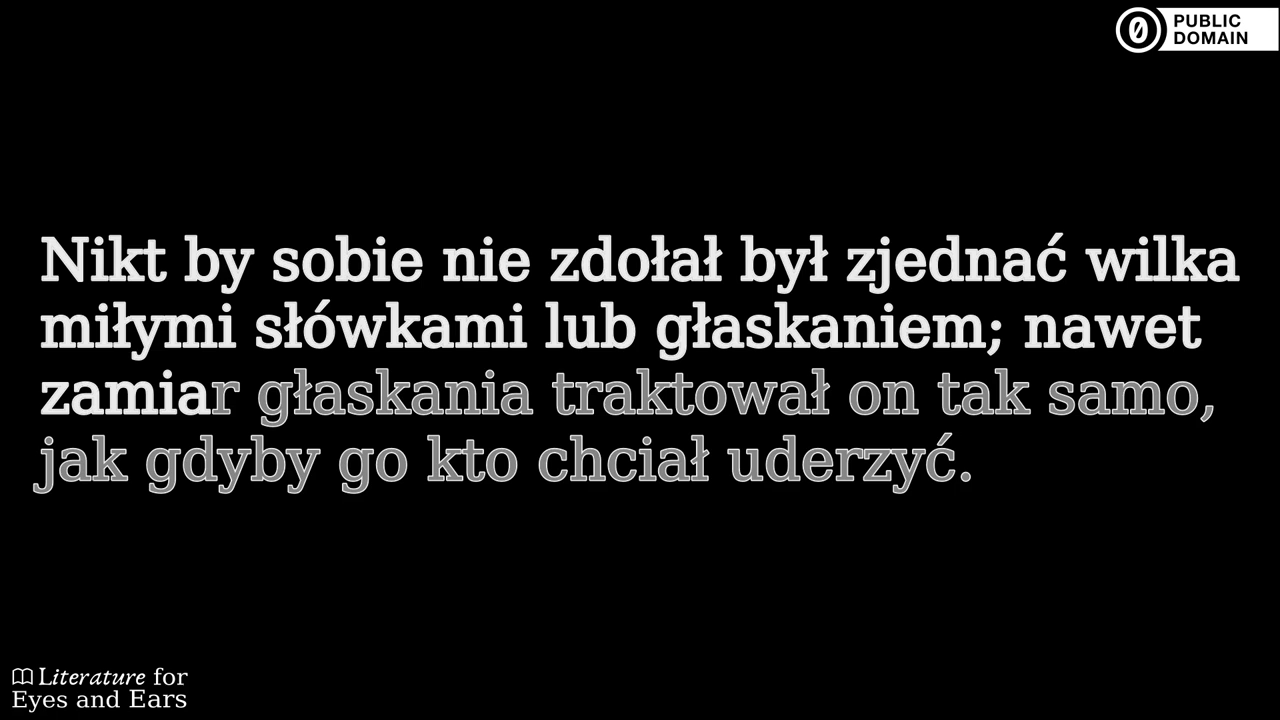 PUBLIC
DOMAIN
Nikt by sobie nie zdołał był zjednać wilka
miłymi słówkami lub głaskaniem; nawet
zamiar głaskania traktował on tak samo,
jak gdyby go kto chciał uderzyć.
Literature for
Eyes and Ears